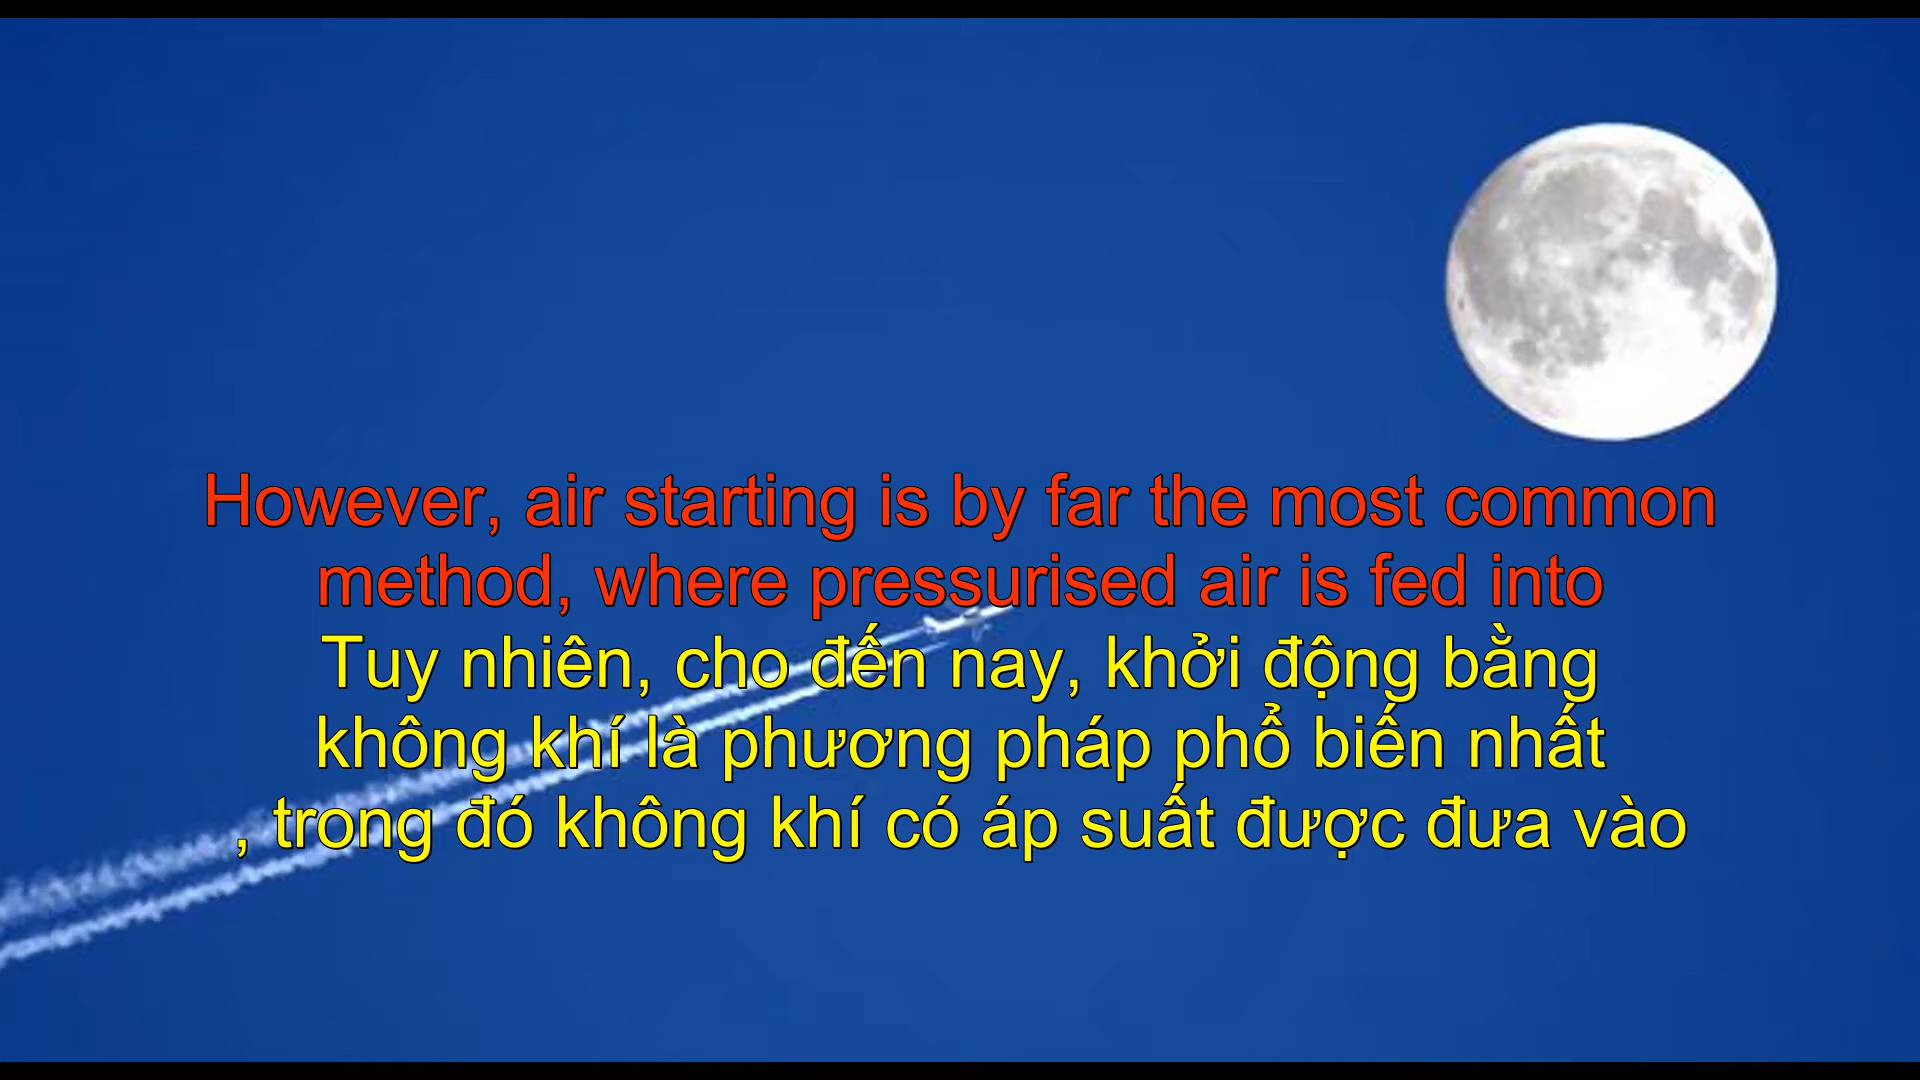 However, air starting is by far the most common
method, where pressurised air is fed into
Tuy nhiên, cho đến nay, khởi động bằng
không khí là phương pháp phổ biến nhất
, trong đó không khí có áp suất được đưa vào